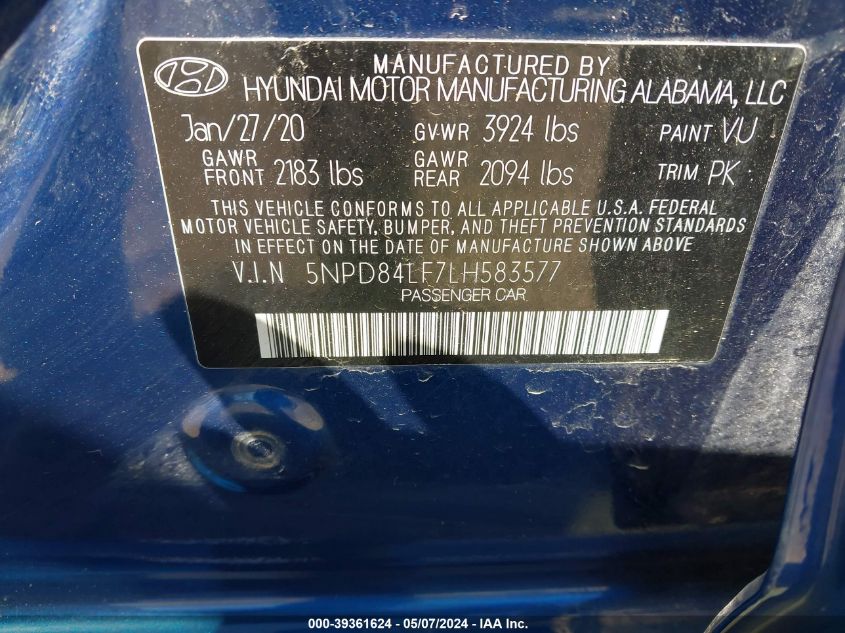 MANUFACTURED BY
HYUNDAI MOTOR MANUFACTURING ALABAMA, LLC
Jan/27/20 GVWR 3924 lbs PAINT VU
GAWR FRONT 2183 lbs GAWR REAR 2094 lbs TRIM PK
THIS VEHICLE CONFORMS TO ALL APPLICABLE U.S.A. FEDERAL
MOTOR VEHICLE SAFETY, BUMPER, AND THEFT PREVENTION STANDARDS
IN EFFECT ON THE DATE OF MANUFACTURE SHOWN ABOVE.
V.I.N 5NPD84LF7LH583577
PASSENGER CAR
000-39361624 - 05/07/2024 - IAA Inc.